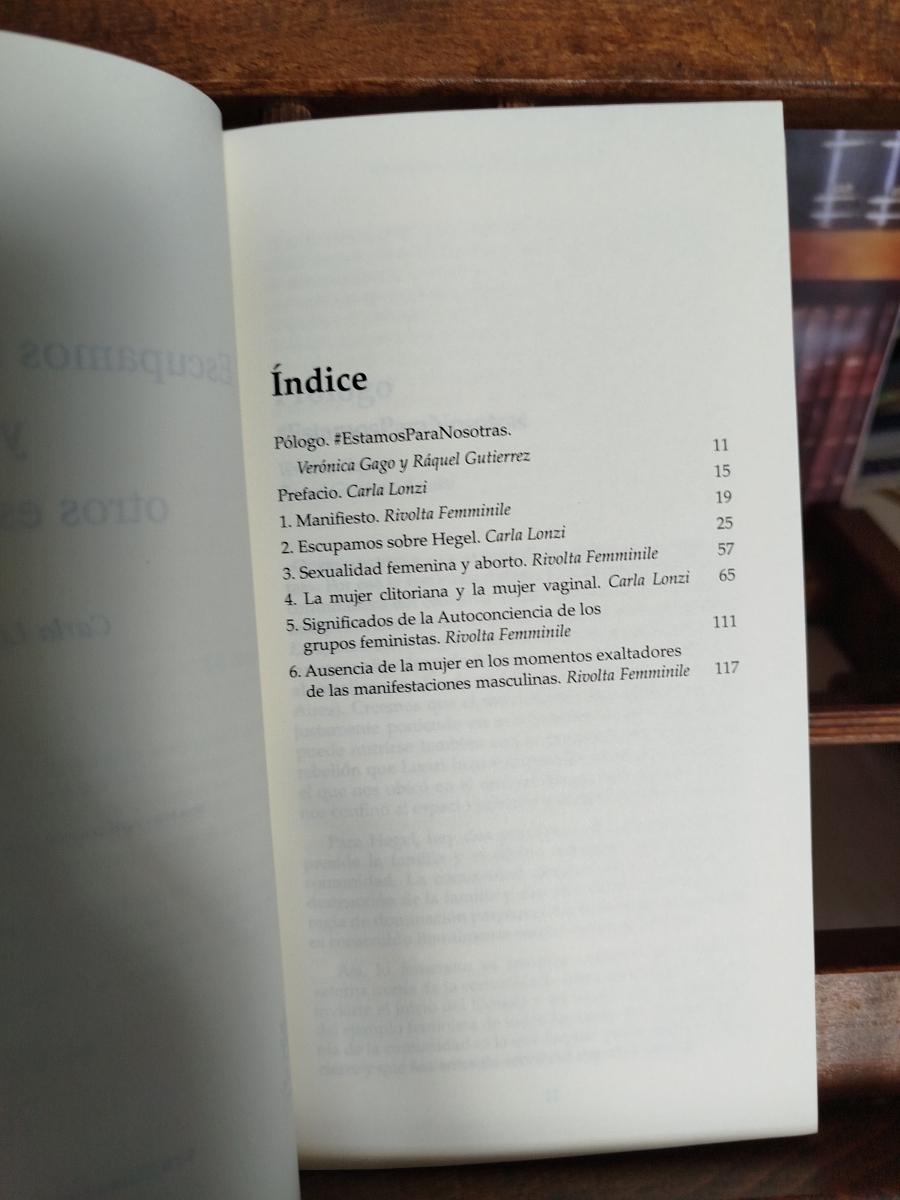 Índice
Pólogo. #EstamosParaNosotras.
Verónica Gago y Ráquel Gutierrez 11
Prefacio. Carla Lonzi 15
1. Manifiesto. Rivolta Femminile 19
2. Escupamos sobre Hegel. Carla Lonzi 25
3. Sexualidad femenina y aborto. Rivolta Femminile 57
4. La mujer clitoriana y la mujer vaginal. Carla Lonzi 65
5. Significados de la Autoconciencia de los
grupos feministas. Rivolta Femminile 111
6. Ausencia de la mujer en los momentos exaltadores
de las manifestaciones masculinas. Rivolta Femminile 117